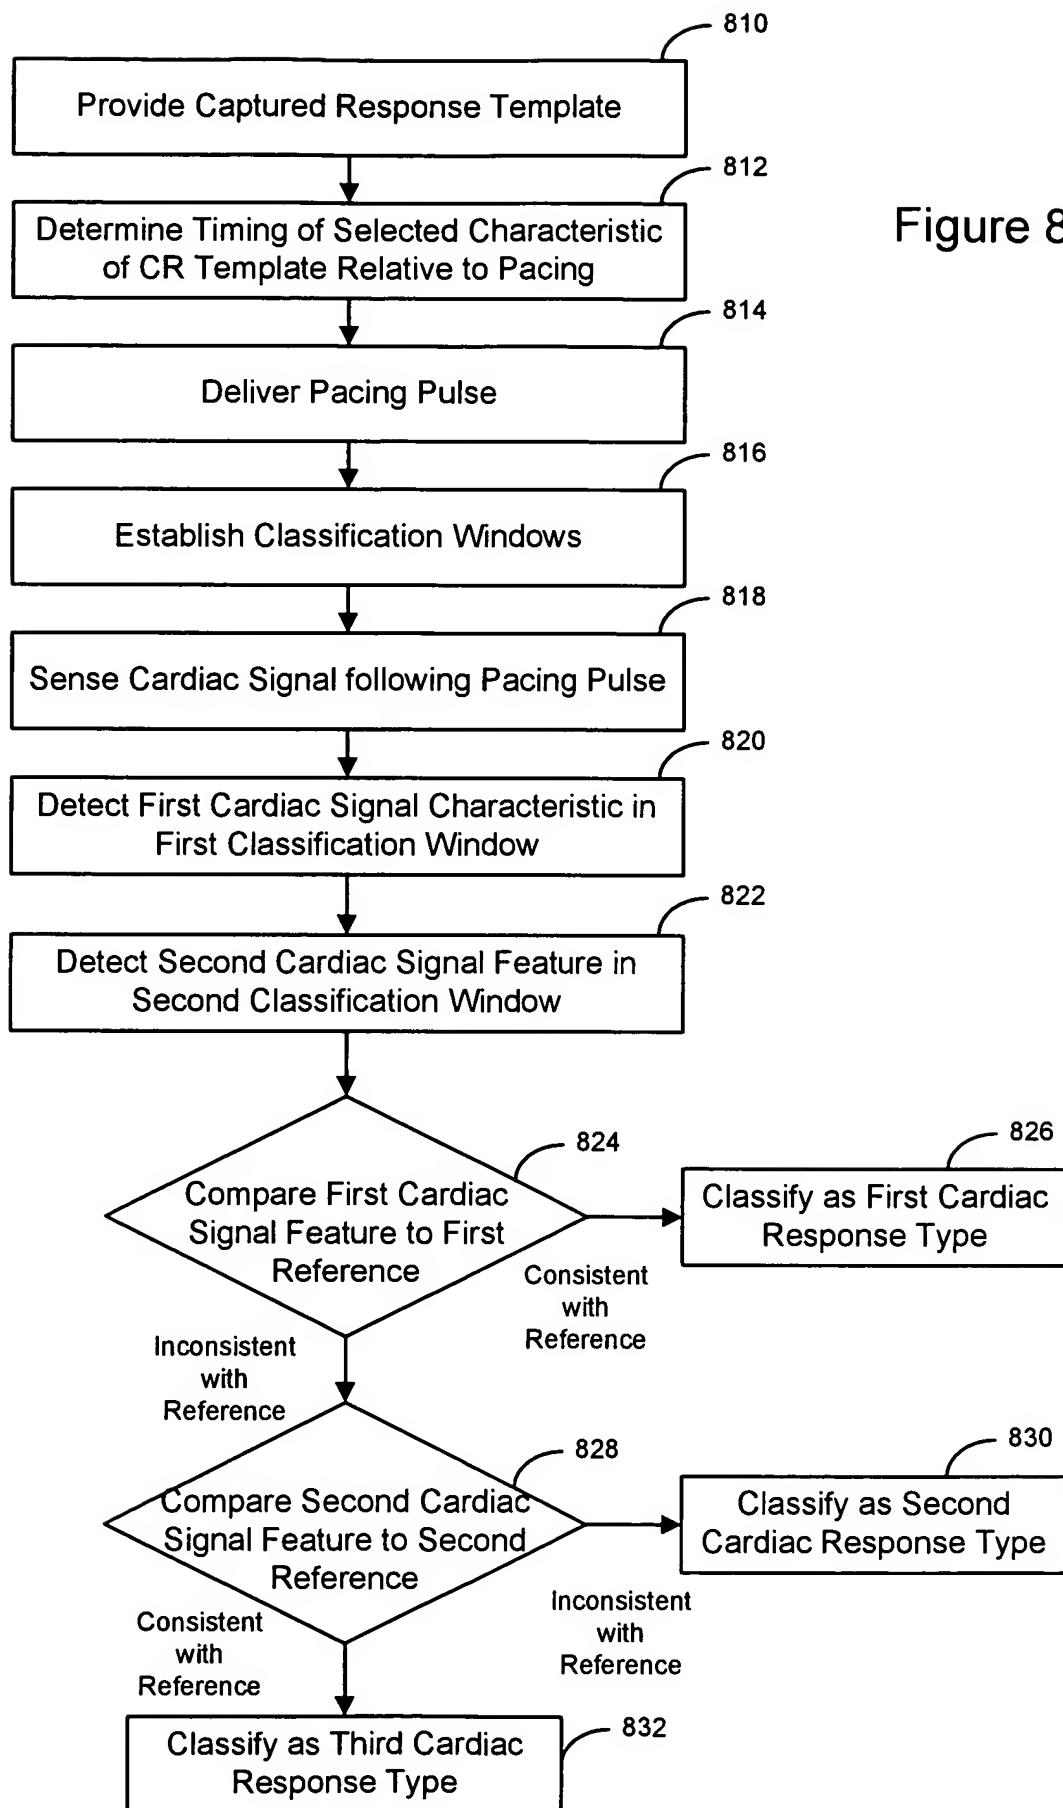 810
Provide Captured Response Template
812
Determine Timing of Selected Characteristic
of CR Template Relative to Pacing
Figure 8
814
Deliver Pacing Pulse
816
Establish Classification Windows
818
Sense Cardiac Signal following Pacing Pulse
820
Detect First Cardiac Signal Characteristic in
First Classification Window
822
Detect Second Cardiac Signal Feature in
Second Classification Window
824
Compare First Cardiac
Signal Feature to First
Reference
826
Classify as First Cardiac
Response Type
Consistent
with
Reference
Inconsistent
with
Reference
828
Compare Second Cardiac
Signal Feature to Second
Reference
830
Classify as Second
Cardiac Response Type
Inconsistent
with
Reference
Consistent
with
Reference
832
Classify as Third Cardiac
Response Type